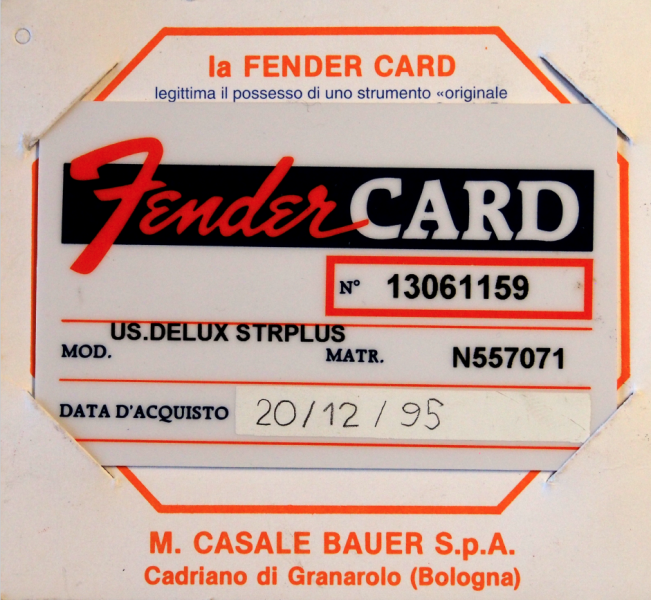 la FENDER CARD
legittima il possesso di uno strumento «originale
Fender CARD
N° 13061159
US.DELUX STRPLUS
MOD. MATR. N557071
DATA D'ACQUISTO 20/12/95
M. CASALE BAUER S.p.A.
Cadriano di Granarolo (Bologna)